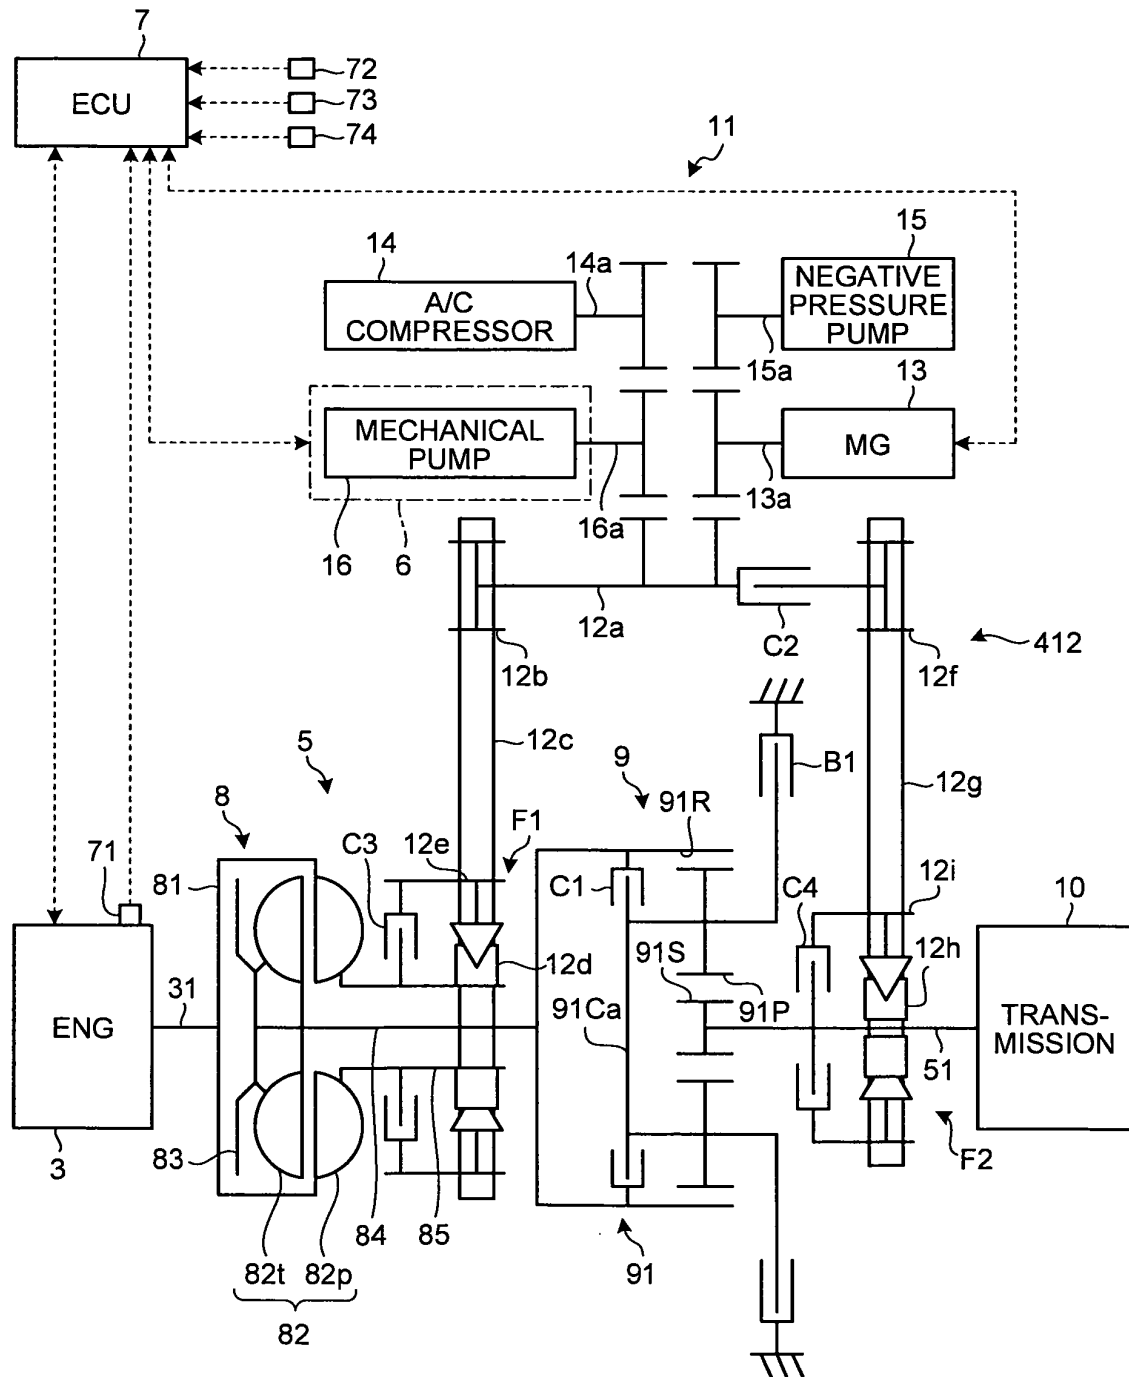 7
ECU
72
73
74
11
14
A/C
COMPRESSOR
14a
15
NEGATIVE
PRESSURE
PUMP
15a
13
MECHANICAL
PUMP
MG
16
6
16a
13a
12a
C2
12b
12f
412
5
12c
9
B1
12g
8
91R
F1
C3
12e
71
81
C1
12i
10
C4
12d
91S
12h
31
ENG
91Ca
91P
TRANS-
MISSION
51
3
83
F2
84
85
91
82t
82p
82